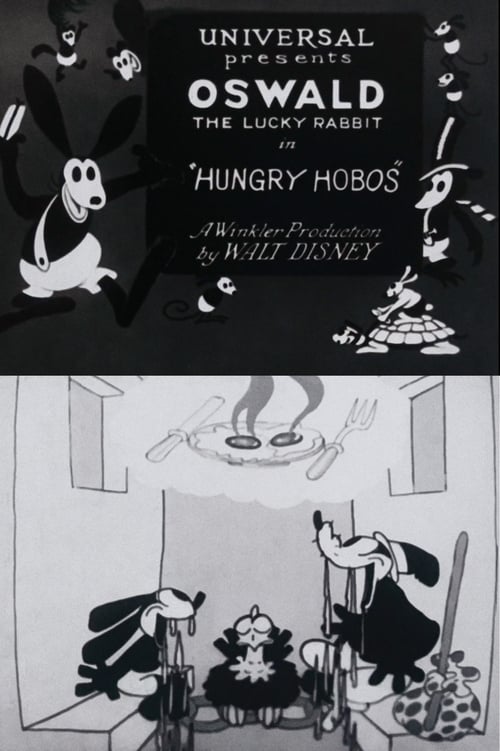 UNIVERSAL
presents
OSWALD
THE LUCKY RABBIT
in
"HUNGRY HOBOS"
A Winkler Production
by WALT DISNEY